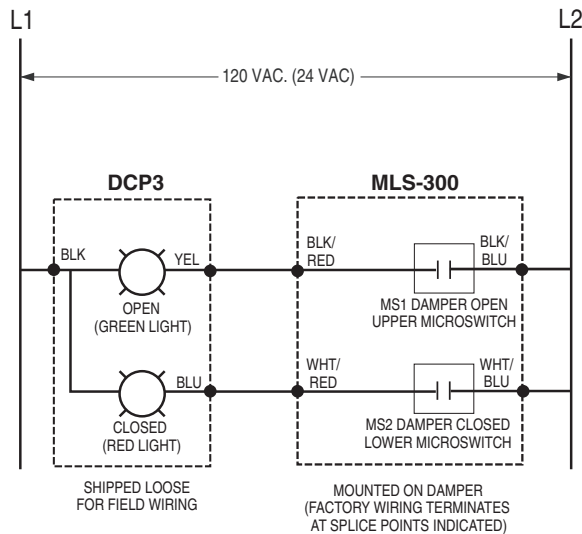 L1
L2
120 VAC. (24 VAC)
DCP3
MLS-300
BLK
YEL
BLK/
RED
BLK/
BLU
OPEN
(GREEN LIGHT)
MS1 DAMPER OPEN
UPPER MICROSWITCH
BLU
WHT/
RED
WHT/
BLU
CLOSED
(RED LIGHT)
MS2 DAMPER CLOSED
LOWER MICROSWITCH
SHIPPED LOOSE
FOR FIELD WIRING
MOUNTED ON DAMPER
(FACTORY WIRING TERMINATES
AT SPLICE POINTS INDICATED)